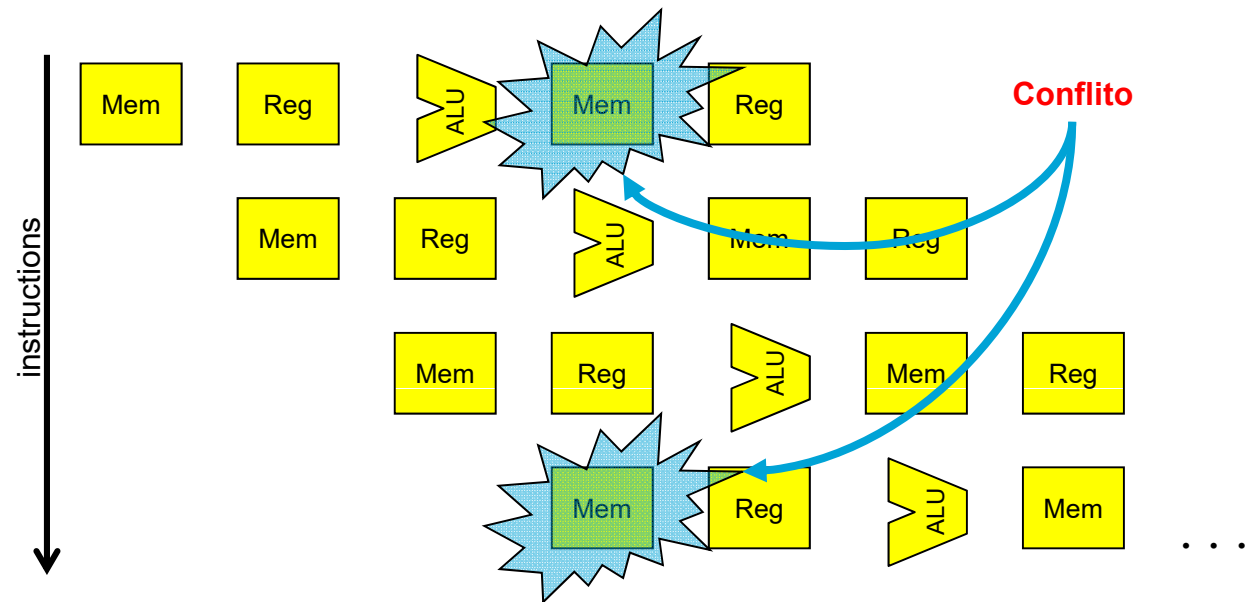 Mem Reg ALU Mem Reg
Conflito
instructions
Mem Reg ALU Mem Reg
Mem Reg ALU Mem Reg
Mem Reg ALU Mem
. . .